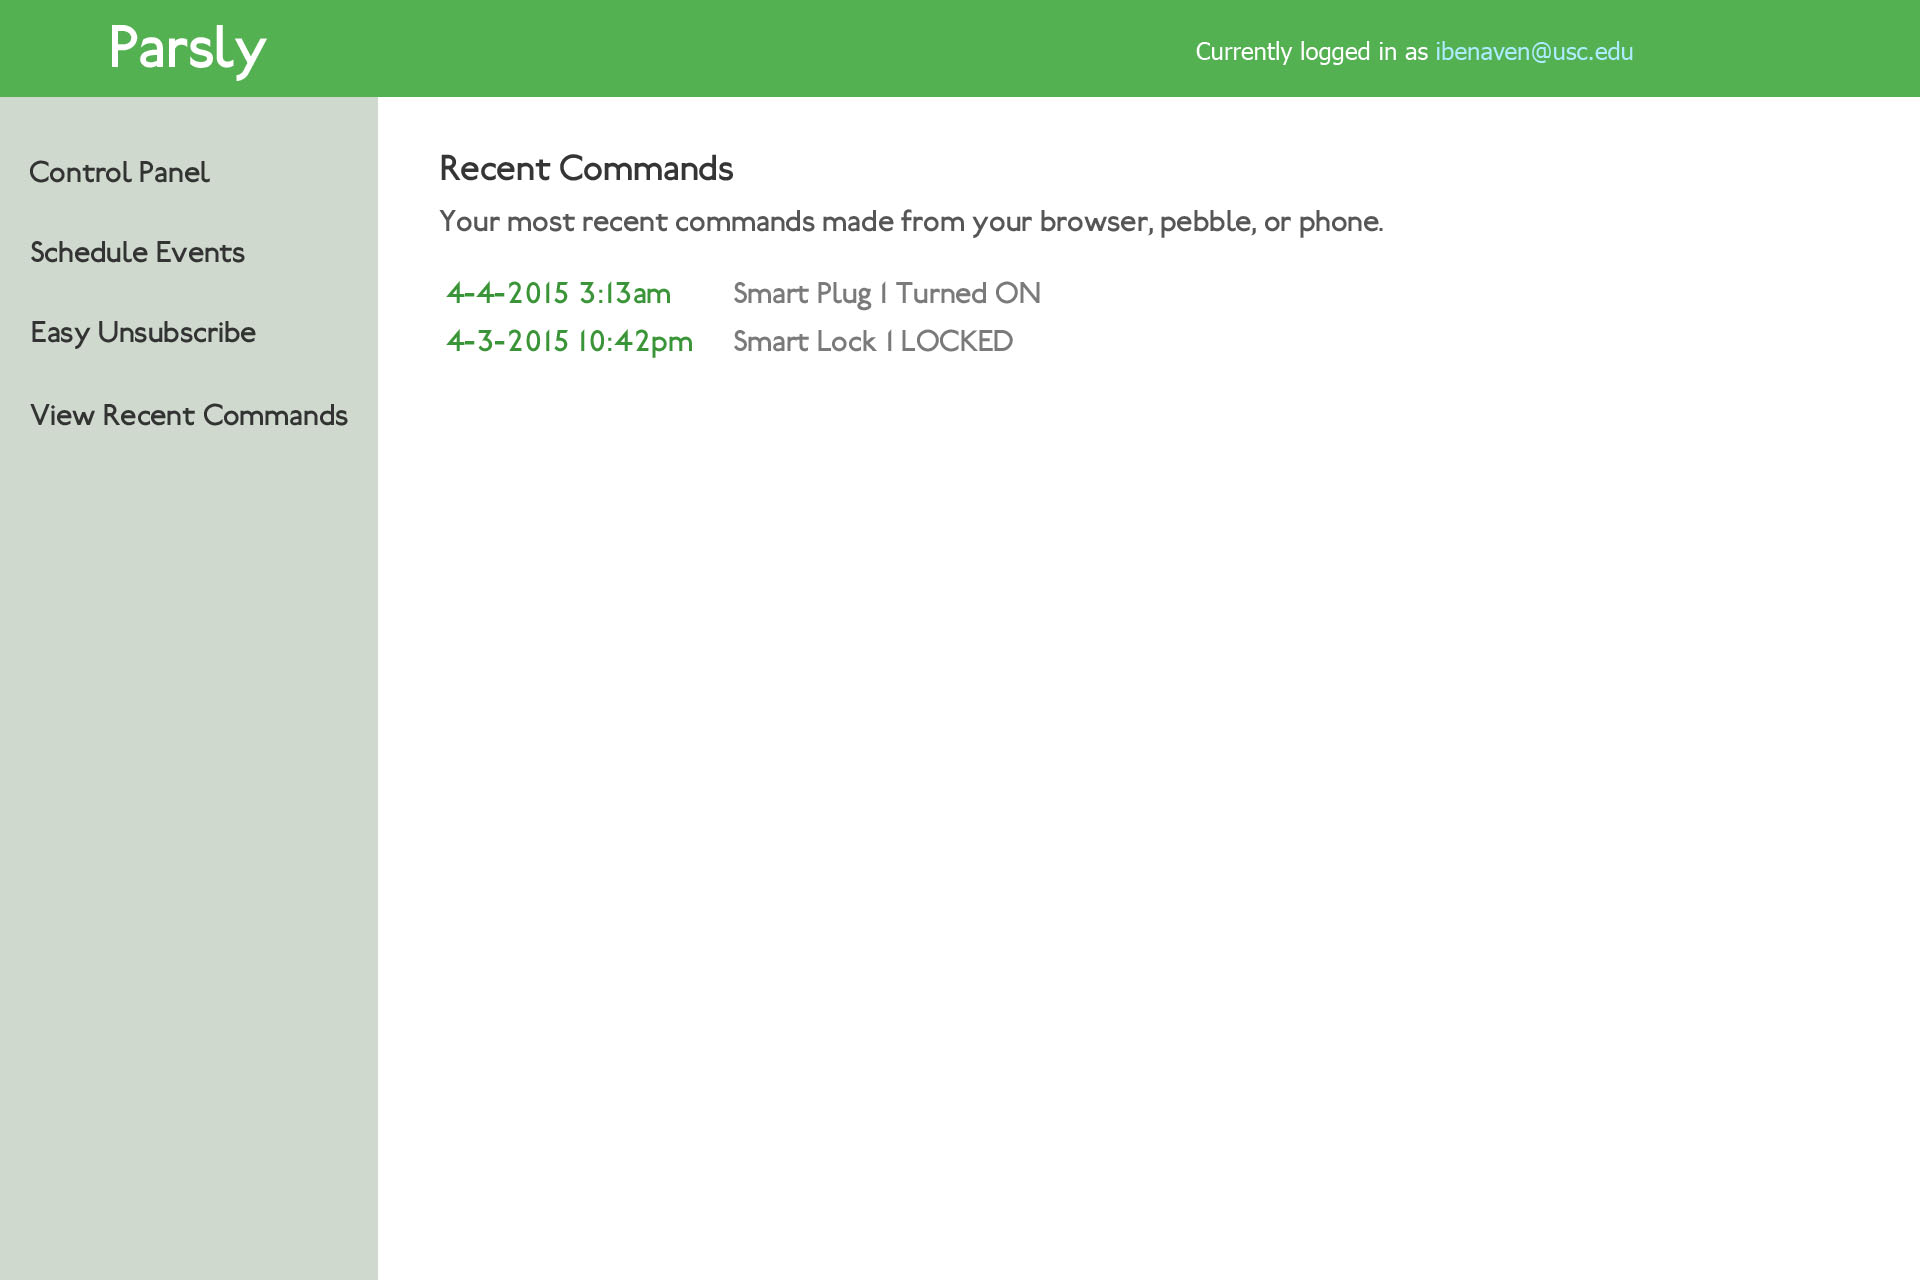 Parsly
Currently logged in as ibenaven@usc.edu
Control Panel
Schedule Events
Easy Unsubscribe
View Recent Commands
Recent Commands
Your most recent commands made from your browser, pebble, or phone.
4-4-2015 3:13am Smart Plug 1 Turned ON
4-3-2015 10:42pm Smart Lock 1 LOCKED